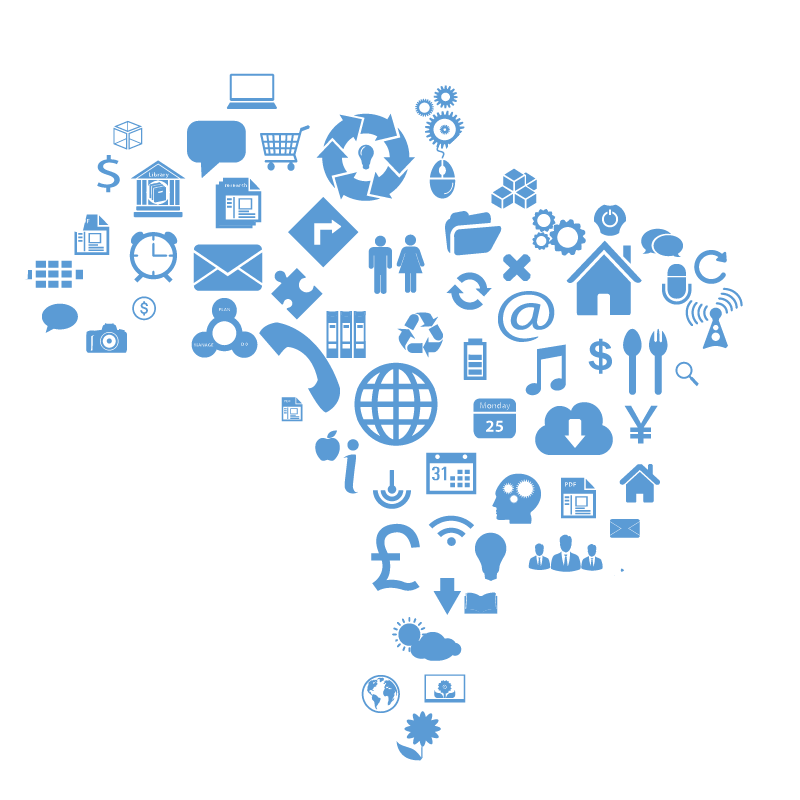 $
Library
research
$
PLAN
MANAGE
DO
@
$
Monday
25
¥
i
31
PDF
£